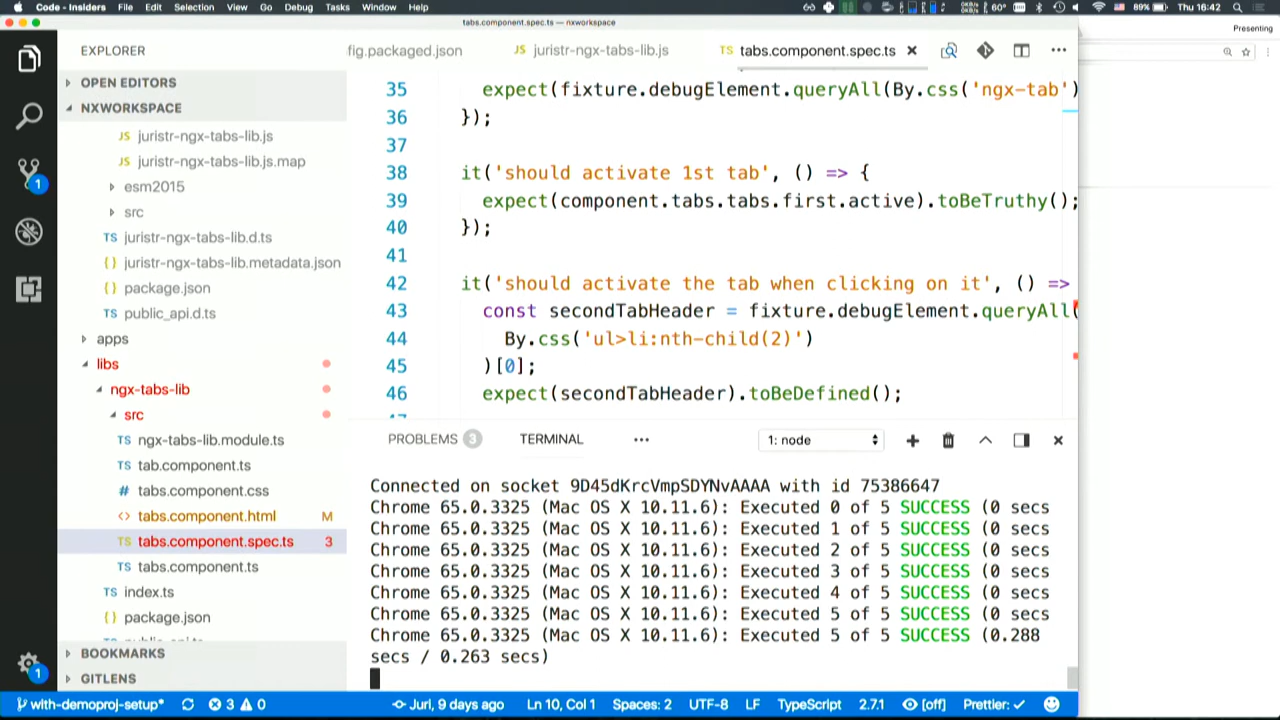 Code - Insiders File Edit Selection View Go Debug Tasks Window Help 60° 89% Thu 16:42
tabs.component.spec.ts — nxworkspace
Presenting
EXPLORER
fig.packaged.json JS juristr-ngx-tabs-lib.js TS tabs.component.spec.ts
OPEN EDITORS
NXWORKSPACE
JS juristr-ngx-tabs-lib.js
JS juristr-ngx-tabs-lib.js.map
esm2015
src
TS juristr-ngx-tabs-lib.d.ts
{} juristr-ngx-tabs-lib.metadata.json
{} package.json
TS public_api.d.ts
apps
libs
ngx-tabs-lib
src
TS ngx-tabs-lib.module.ts
TS tab.component.ts
# tabs.component.css
<> tabs.component.html M
TS tabs.component.spec.ts 3
TS tabs.component.ts
TS index.ts
{} package.json
BOOKMARKS
GITLENS
1
1
35 expect(fixture.debugElement.queryAll(By.css('ngx-tab')
36 });
37
38 it('should activate 1st tab', () => {
39 expect(component.tabs.tabs.first.active).toBeTruthy();
40 });
41
42 it('should activate the tab when clicking on it', () =>
43 const secondTabHeader = fixture.debugElement.queryAll(
44 By.css('ul>li:nth-child(2)')
45 )[0];
46 expect(secondTabHeader).toBeDefined();
PROBLEMS 3 TERMINAL ••• 1: node
Connected on socket 9D45dKrcVmpSDYNvAAAA with id 75386647
Chrome 65.0.3325 (Mac OS X 10.11.6): Executed 0 of 5 SUCCESS (0 secs
Chrome 65.0.3325 (Mac OS X 10.11.6): Executed 1 of 5 SUCCESS (0 secs
Chrome 65.0.3325 (Mac OS X 10.11.6): Executed 2 of 5 SUCCESS (0 secs
Chrome 65.0.3325 (Mac OS X 10.11.6): Executed 3 of 5 SUCCESS (0 secs
Chrome 65.0.3325 (Mac OS X 10.11.6): Executed 4 of 5 SUCCESS (0 secs
Chrome 65.0.3325 (Mac OS X 10.11.6): Executed 5 of 5 SUCCESS (0 secs
Chrome 65.0.3325 (Mac OS X 10.11.6): Executed 5 of 5 SUCCESS (0.288
secs / 0.263 secs)
with-demoproj-setup* 3 0 Juri, 9 days ago Ln 10, Col 1 Spaces: 2 UTF-8 LF TypeScript 2.7.1 [off] Prettier: ✓